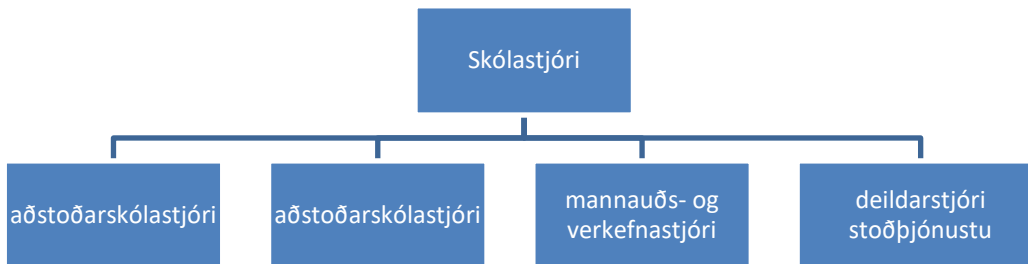 Skólastjóri
aðstoðarskólastjóri
aðstoðarskólastjóri
mannauðs- og
verkefnastjóri
deildarstjóri
stoðþjónustu